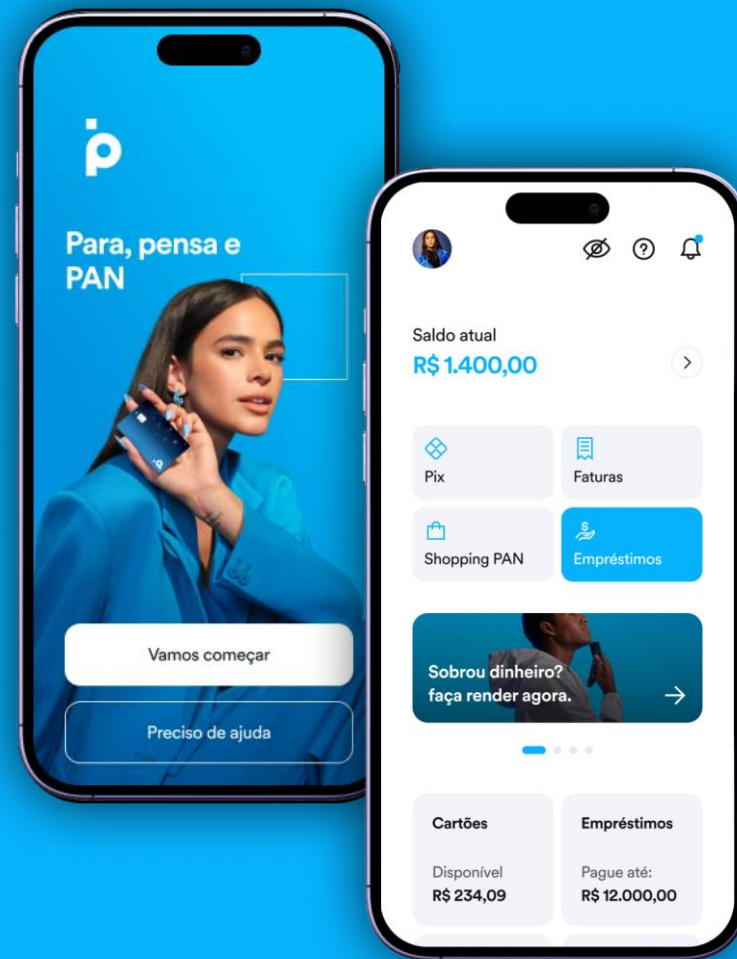 Para, pensa e
PAN
Vamos começar
Preciso de ajuda
Saldo atual
R$ 1.400,00
Pix
Faturas
Shopping PAN
Empréstimos
Sobrou dinheiro?
faça render agora.
Cartões
Disponível
R$ 234,09
Empréstimos
Pague até:
R$ 12.000,00